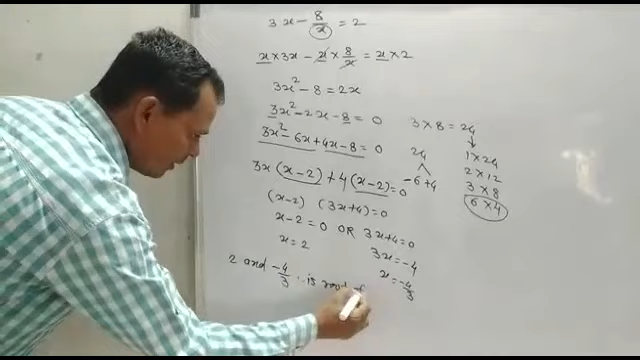 3x - 8/x = 2
x × 3x - x × 8/x = x × 2
3x² - 8 = 2x
3x² - 2x - 8 = 0
3x² - 6x + 4x - 8 = 0
3x (x - 2) + 4 (x - 2) = 0
(x - 2) (3x + 4) = 0
x - 2 = 0 OR 3x + 4 = 0
x = 2
3x = -4
x = -4/3
2 and -4/3 ∴ is
3 × 8 = 24
24
-6 + 4
1 × 24
2 × 12
3 × 8
6 × 4